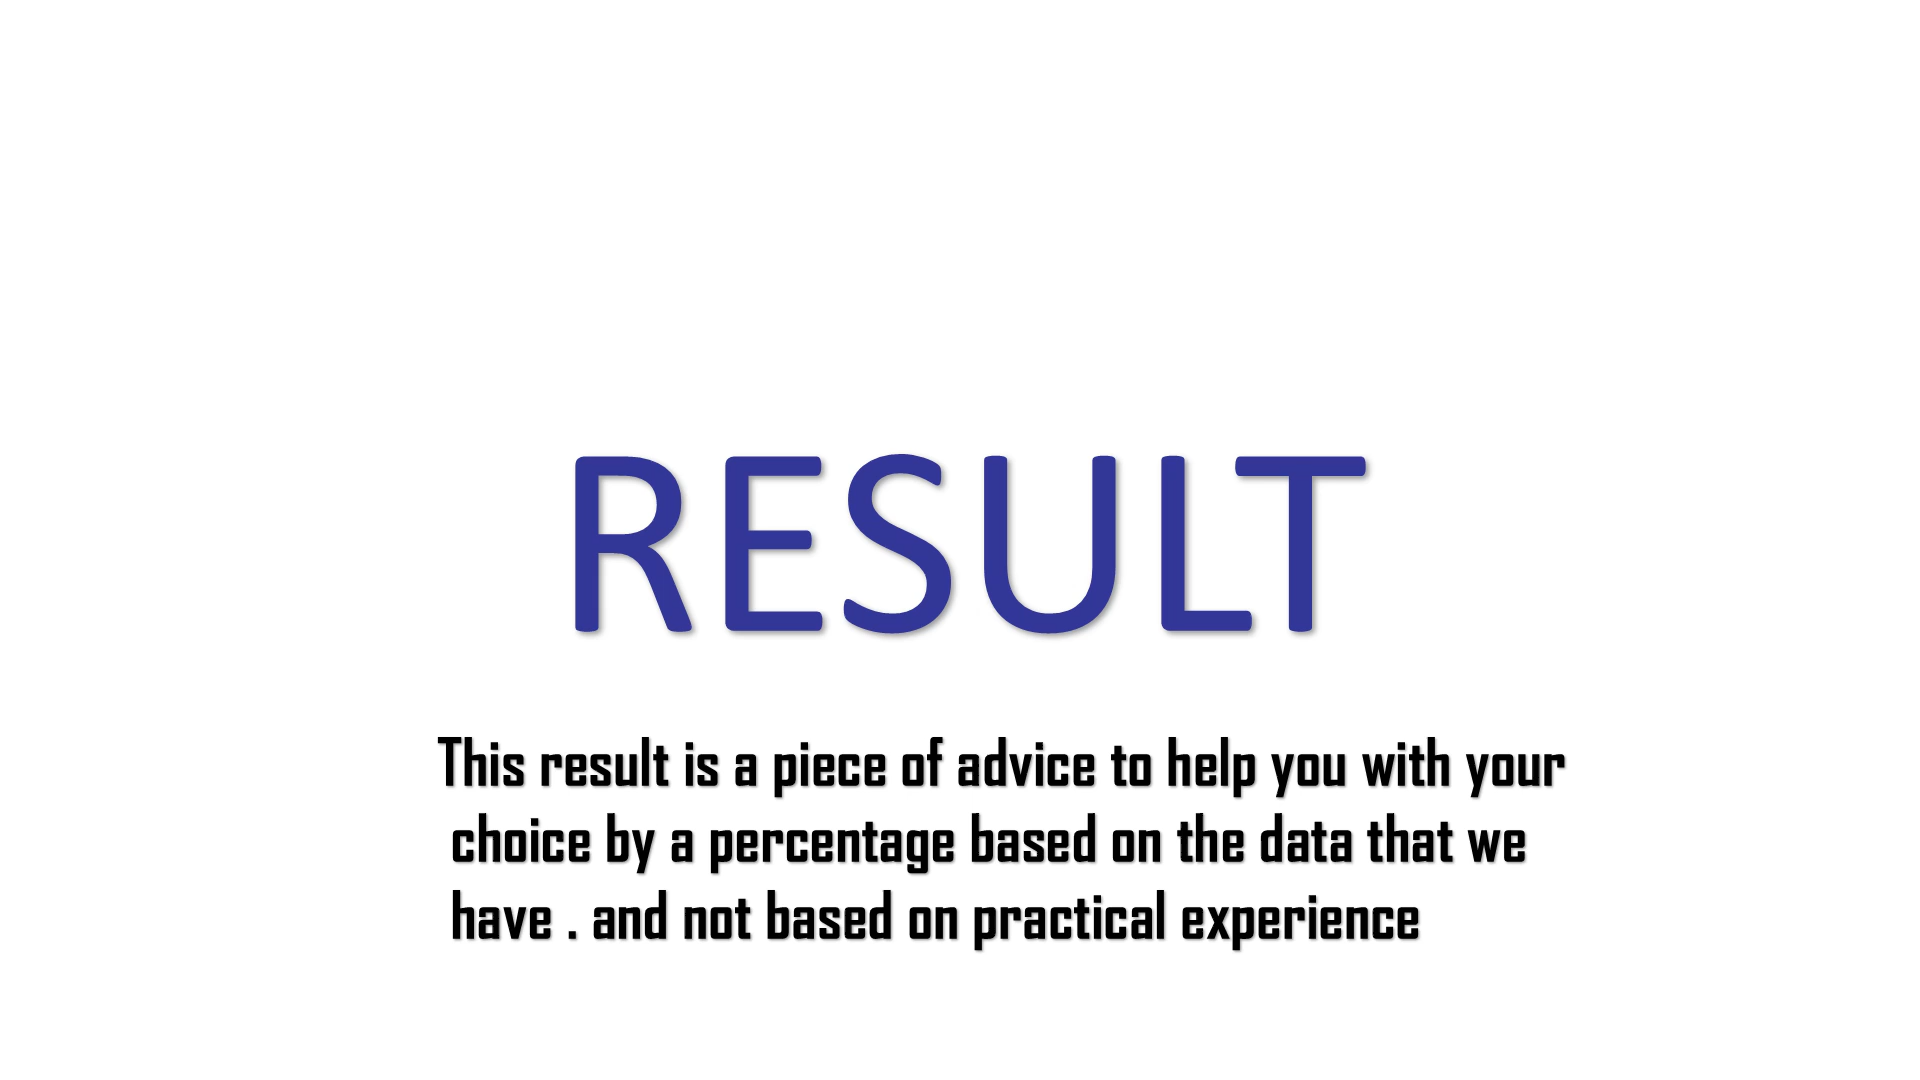 RESULT
This result is a piece of advice to help you with your
choice by a percentage based on the data that we
have . and not based on practical experience